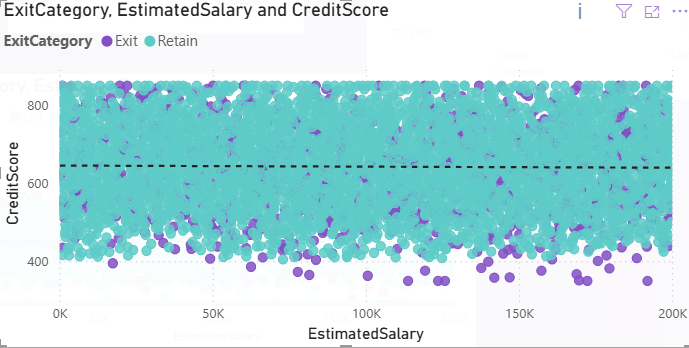 ExitCategory, EstimatedSalary and CreditScore
ExitCategory Exit Retain
CreditScore
800
600
400
0K 50K 100K 150K 200K
EstimatedSalary